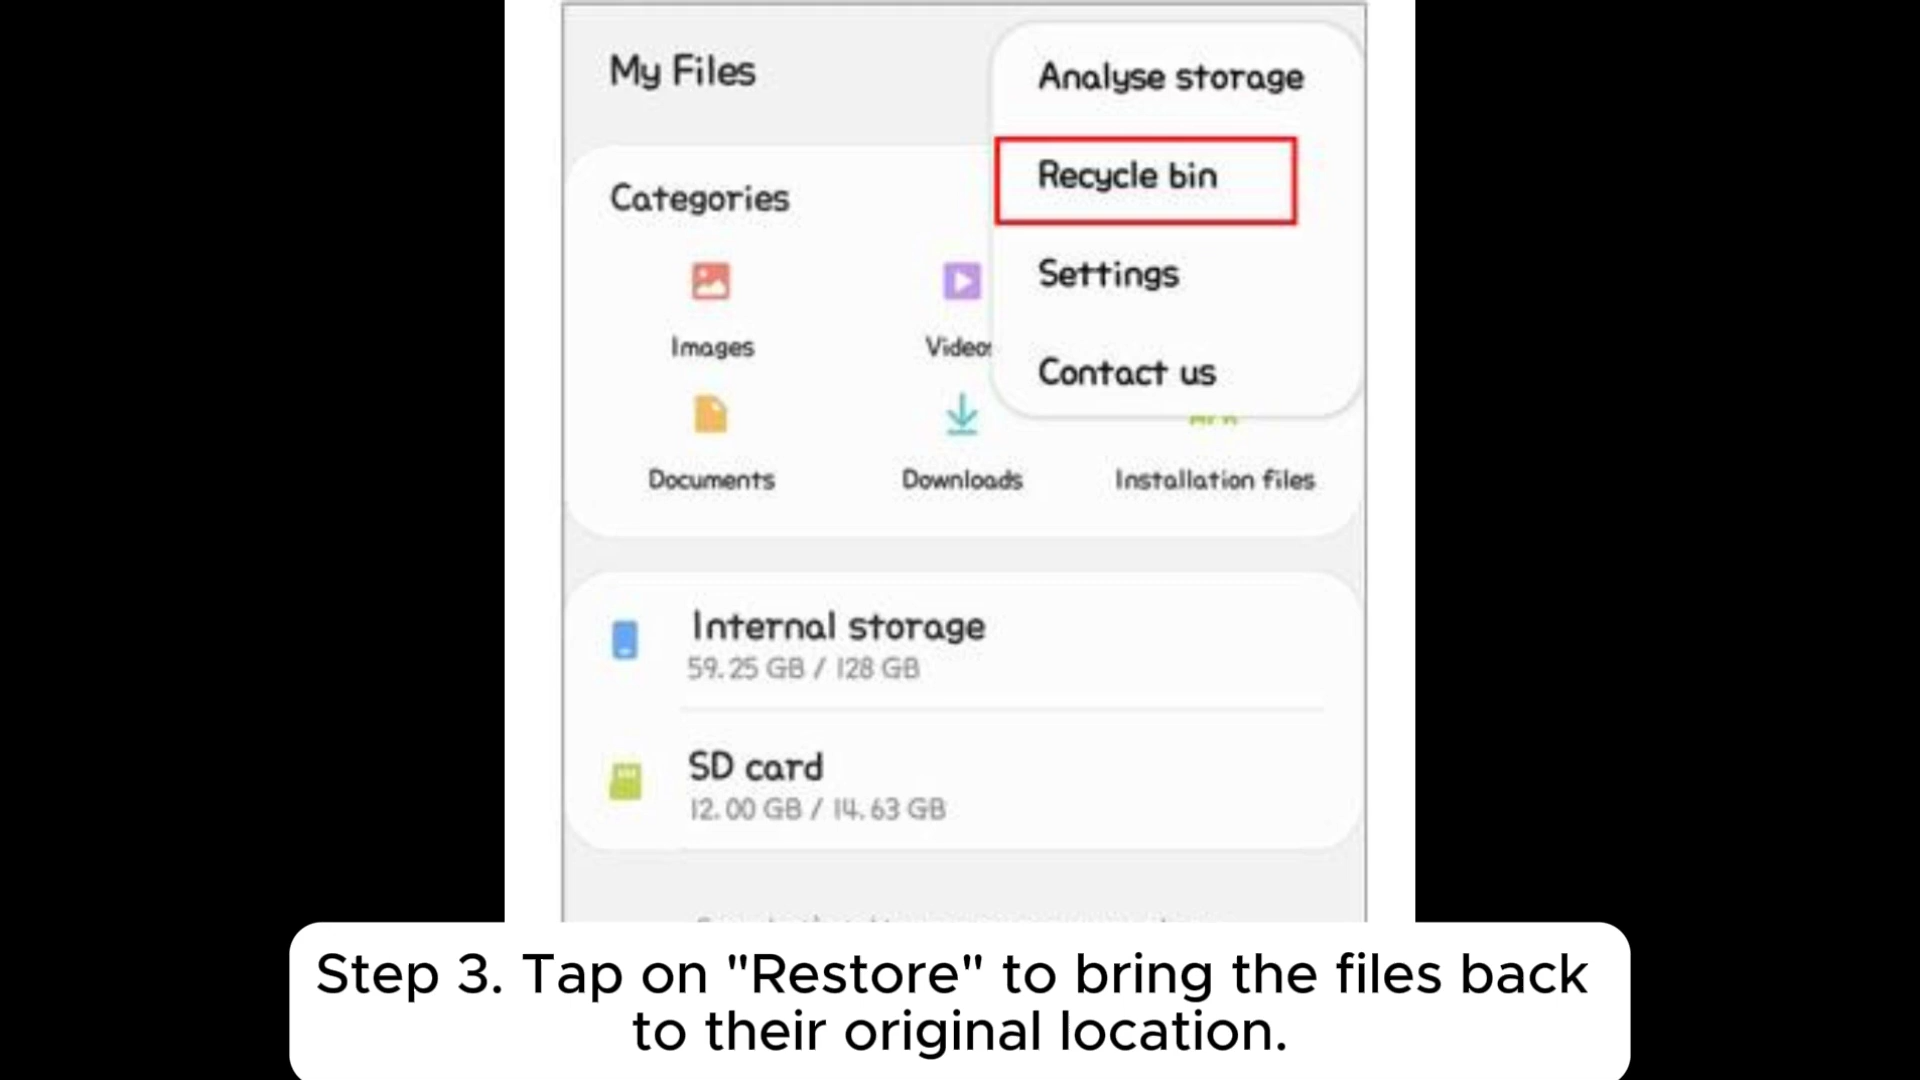 My Files
Analyse storage
Recycle bin
Settings
Contact us
Categories
Images
Documents
Downloads
Installation files
Internal storage
59.25 GB / 128 GB
SD card
12.00 GB / 14.63 GB
Step 3. Tap on "Restore" to bring the files back
to their original location.